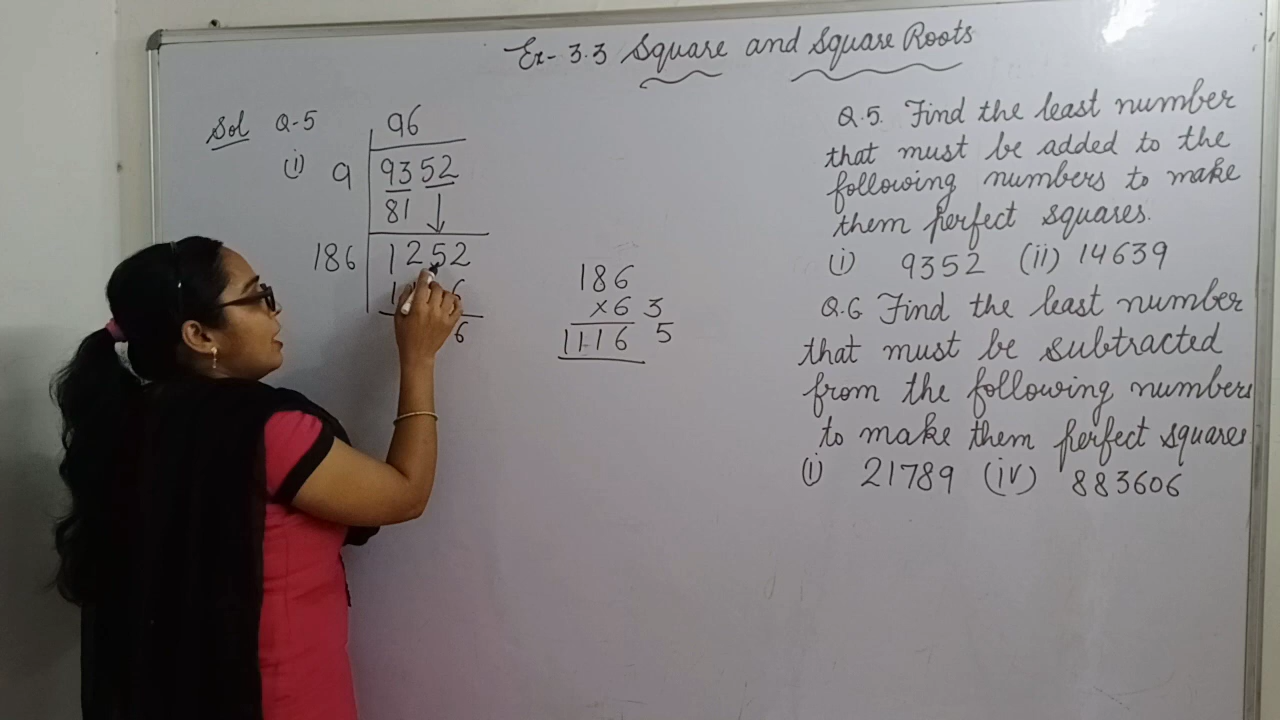 Ex- 3.3 Square and Square Roots
Sol Q-5
(i)
96
9 9352
81
186 1252
6
6
186
×6 3
1116 5
Q.5. Find the least number
that must be added to the
following numbers to make
them perfect squares.
(i) 9352 (ii) 14639
Q.6 Find the least number
that must be subtracted
from the following numbers
to make them perfect squares
(i) 21789 (iv) 883606